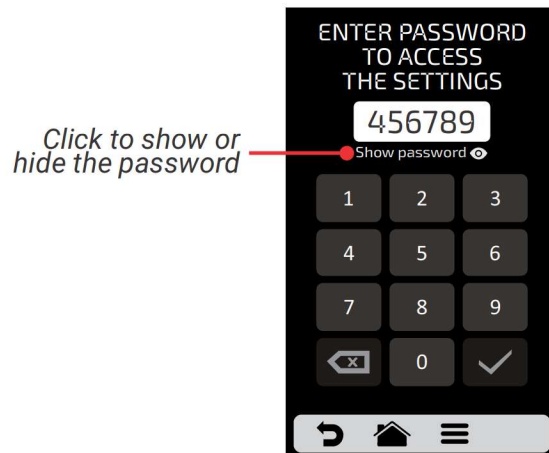 ENTER PASSWORD
TO ACCESS
THE SETTINGS
456789
Show password
Click to show or
hide the password
1 2 3
4 5 6
7 8 9
0